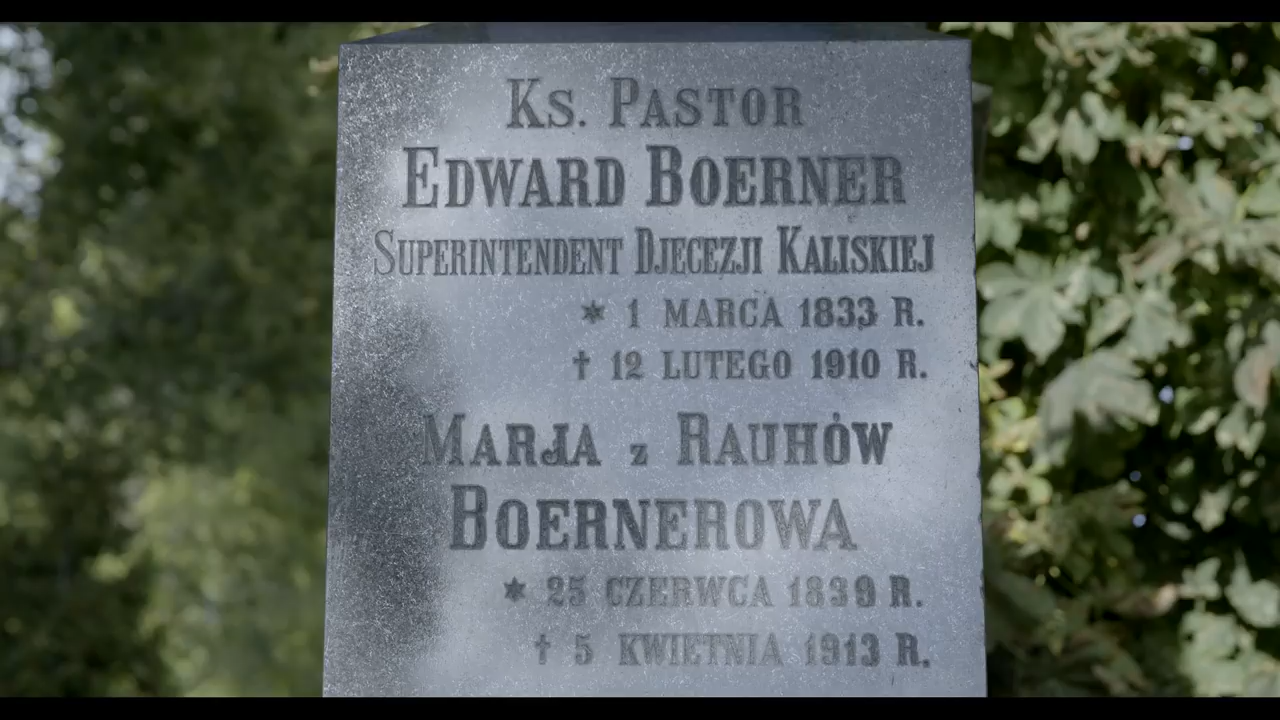 Ks. Pastor
Edward Boerner
Superintendent Djecezji Kaliskiej
* 1 marca 1833 r.
† 12 lutego 1910 r.
Marja z Rauhów
Boernerowa
* 25 czerwca 1839 r.
† 5 kwietnia 1913 r.